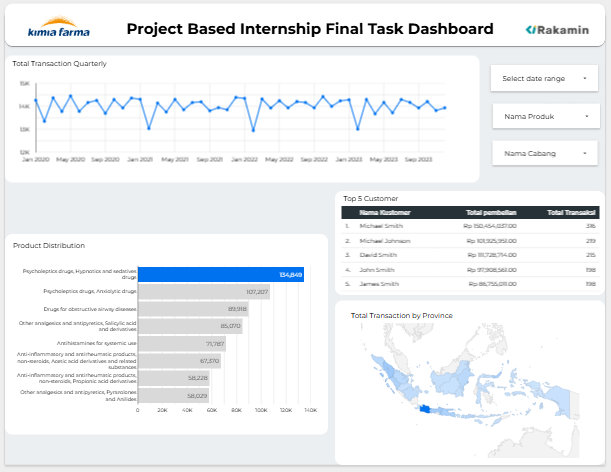 kimia farma
Project Based Internship Final Task Dashboard
Rakamin
Total Transaction Quarterly
15K
14K
13K
12K
Jan 2020
May 2020
Sep 2020
Jan 2021
May 2021
Sep 2021
Jan 2022
May 2022
Sep 2022
Jan 2023
May 2023
Sep 2023
Select date range
Nama Produk
Nama Cabang
Top 5 Customer
Nama Kustomer Total pembelian Total Transaksi
1. Michael Smith Rp 150,454,037.00 316
2. Michael Johnson Rp 101,925,951.00 219
3. David Smith Rp 111,728,714.00 215
4. John Smith Rp 97,908,561.00 198
5. James Smith Rp 86,755,011.00 198
Product Distribution
Psycholeptics drugs, Hypnotics and sedatives
drugs
134,849
Psycholeptics drugs, Anxiolytic drugs
107,207
Drugs for obstructive airway diseases
89,918
Other analgesics and antipyretics, Salicylic acid
and derivatives
85,070
Antihistamines for systemic use
71,787
Anti-inflammatory and antirheumatic products,
non-steroids, Acetic acid derivatives and related
substances
67,370
Anti-inflammatory and antirheumatic products,
non-steroids, Propionic acid derivatives
58,228
Other analgesics and antipyretics, Pyrazolones
and Anilides
58,029
0
20K
40K
60K
80K
100K
120K
140K
Total Transaction by Province